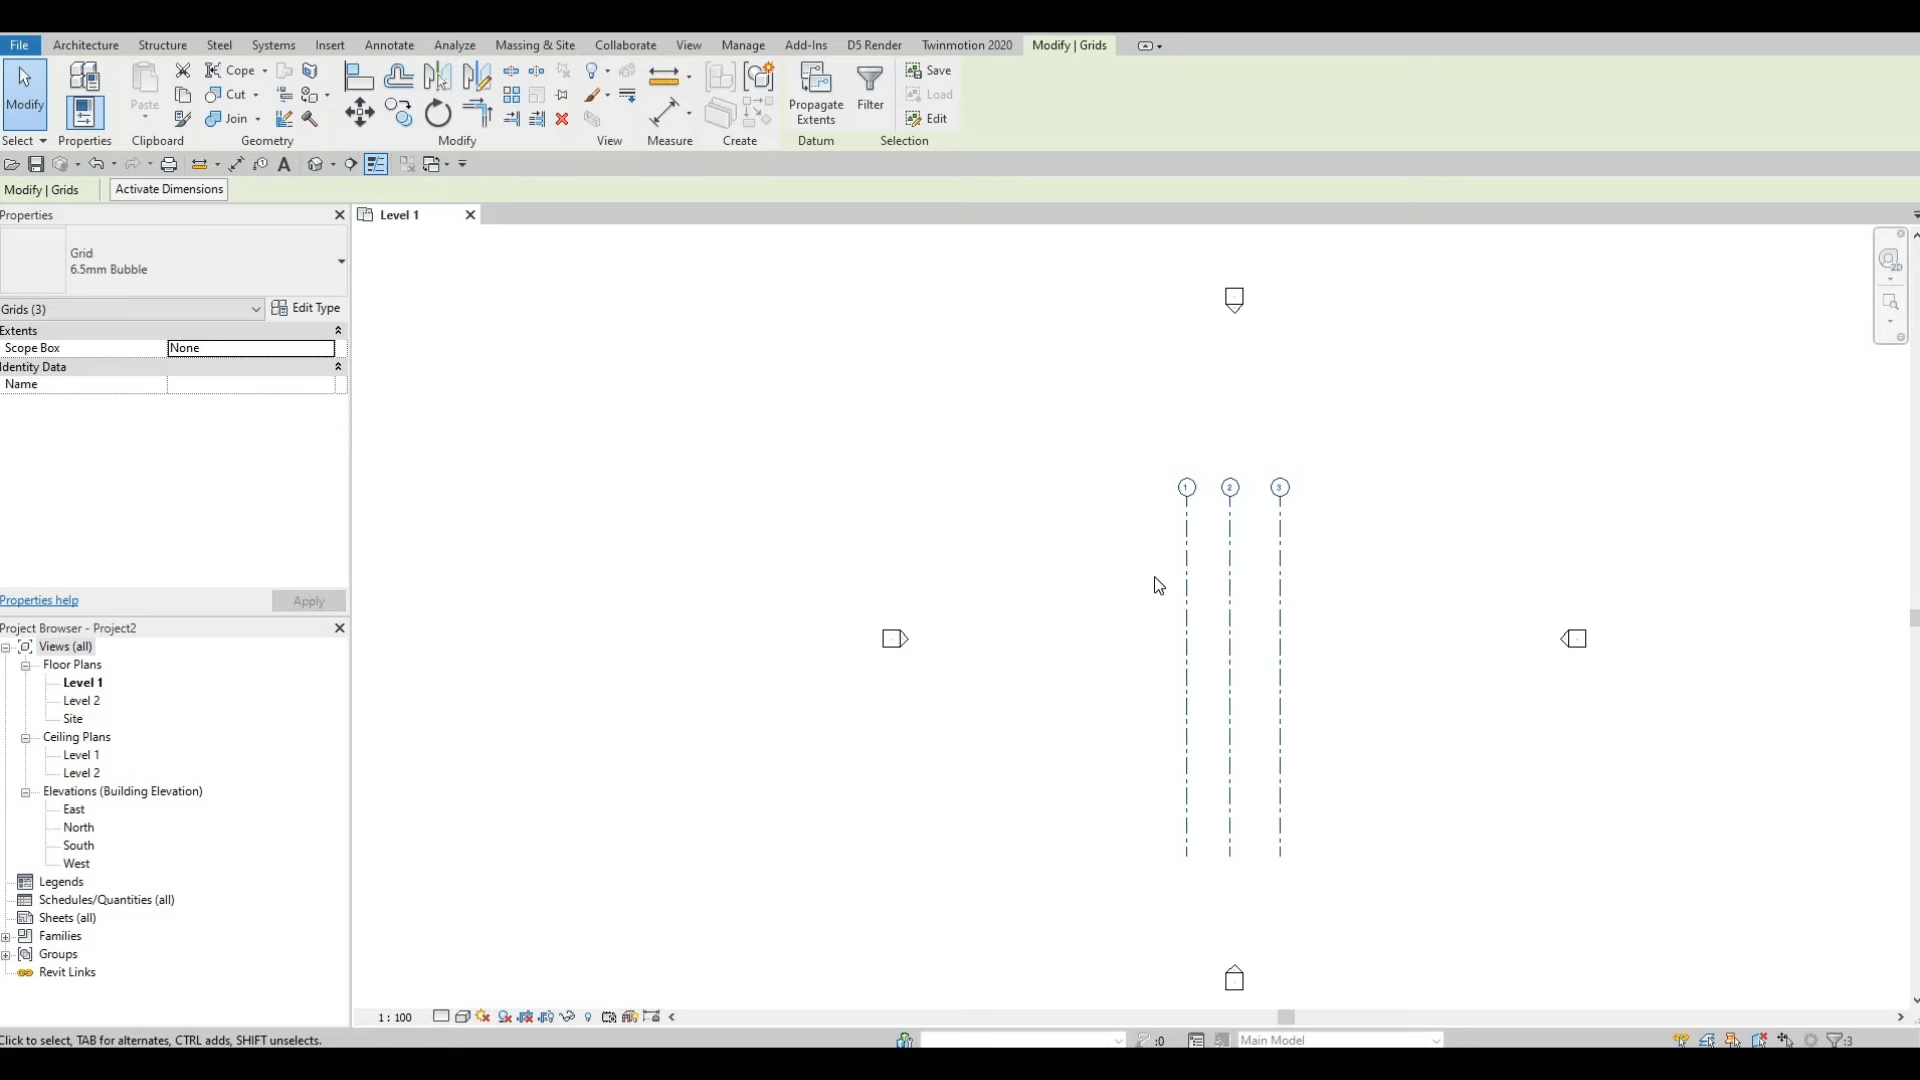 File Architecture Structure Steel Systems Insert Annotate Analyze Massing & Site Collaborate View Manage Add-Ins D5 Render Twinmotion 2020 Modify | Grids
Modify
Paste
Cope
Cut
Join
Propagate
Extents
Filter
Save
Load
Edit
Select Properties Clipboard Geometry Modify View Measure Create Datum Selection
A
Modify | Grids Activate Dimensions
Properties
Level 1
Grid
6.5mm Bubble
Grids (3) Edit Type
Extents
Scope Box None
Identity Data
Name
Properties help Apply
Project Browser - Project2
Views (all)
Floor Plans
Level 1
Level 2
Site
Ceiling Plans
Level 1
Level 2
Elevations (Building Elevation)
East
North
South
West
Legends
Schedules/Quantities (all)
Sheets (all)
Families
Groups
Revit Links
2D
1 2 3
1 : 100
Click to select, TAB for alternates, CTRL adds, SHIFT unselects.
:0
Main Model
:3